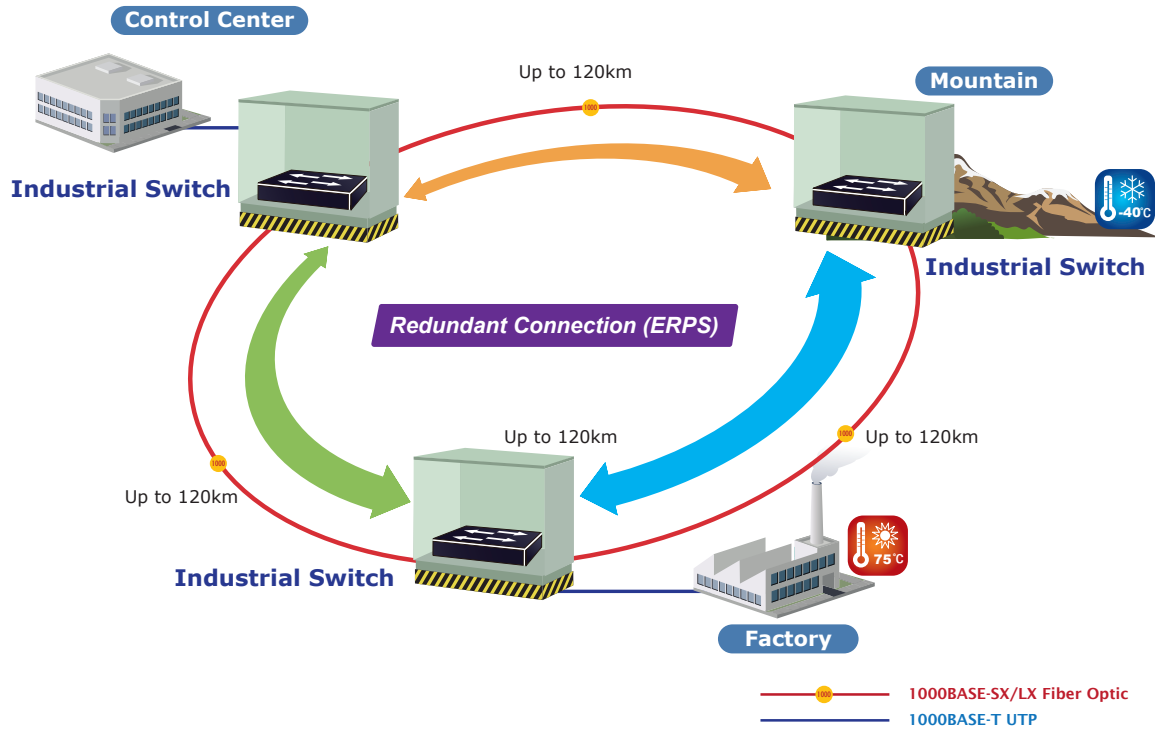 Control Center
Up to 120km
Mountain
1000
Industrial Switch
-40°C
Industrial Switch
Redundant Connection (ERPS)
Up to 120km
1000
Up to 120km
1000
Up to 120km
75°C
Industrial Switch
Factory
1000
1000BASE-SX/LX Fiber Optic
1000BASE-T UTP